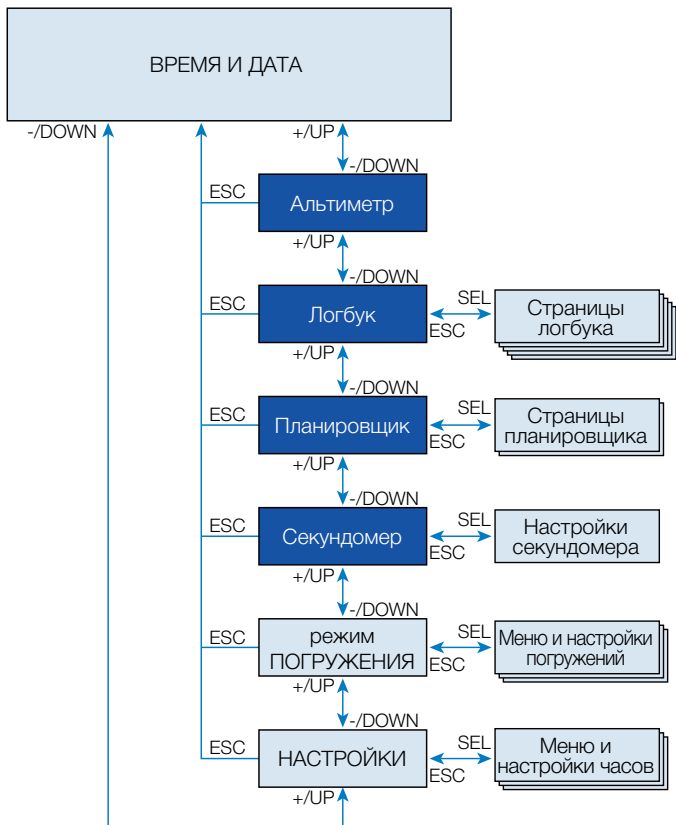 ВРЕМЯ И ДАТА
-/DOWN
+/UP
-/DOWN
ESC
Альтиметр
+/UP
-/DOWN
ESC
Логбук
SEL
ESC
Страницы
логбука
+/UP
-/DOWN
ESC
Планировщик
SEL
ESC
Страницы
планировщика
+/UP
-/DOWN
ESC
Секундомер
SEL
ESC
Настройки
секундомера
+/UP
-/DOWN
ESC
режим
ПОГРУЖЕНИЯ
SEL
ESC
Меню и настройки
погружений
+/UP
-/DOWN
ESC
НАСТРОЙКИ
SEL
ESC
Меню и
настройки часов
+/UP